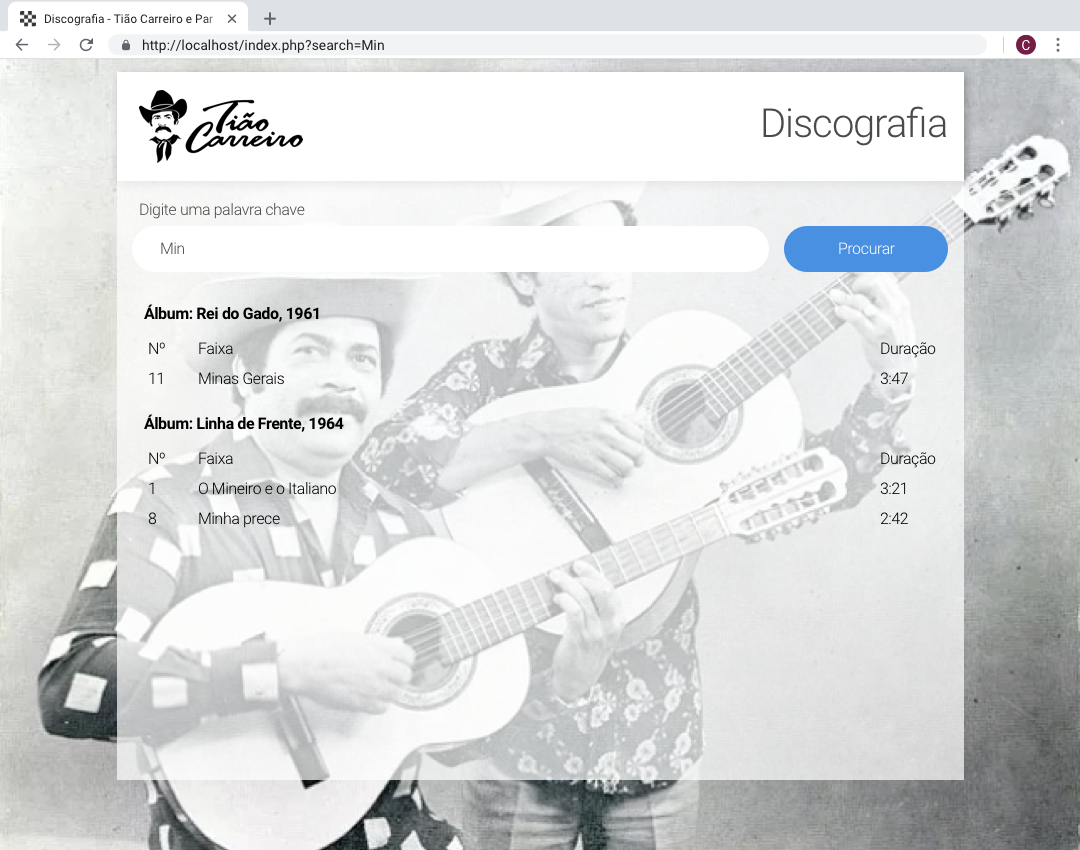 Discografia - Tião Carreiro e Par
http://localhost/index.php?search=Min
C
Tião
Carreiro
Discografia
Digite uma palavra chave
Min
Procurar
Álbum: Rei do Gado, 1961
Nº Faixa Duração
11 Minas Gerais 3:47
Álbum: Linha de Frente, 1964
Nº Faixa Duração
1 O Mineiro e o Italiano 3:21
8 Minha prece 2:42